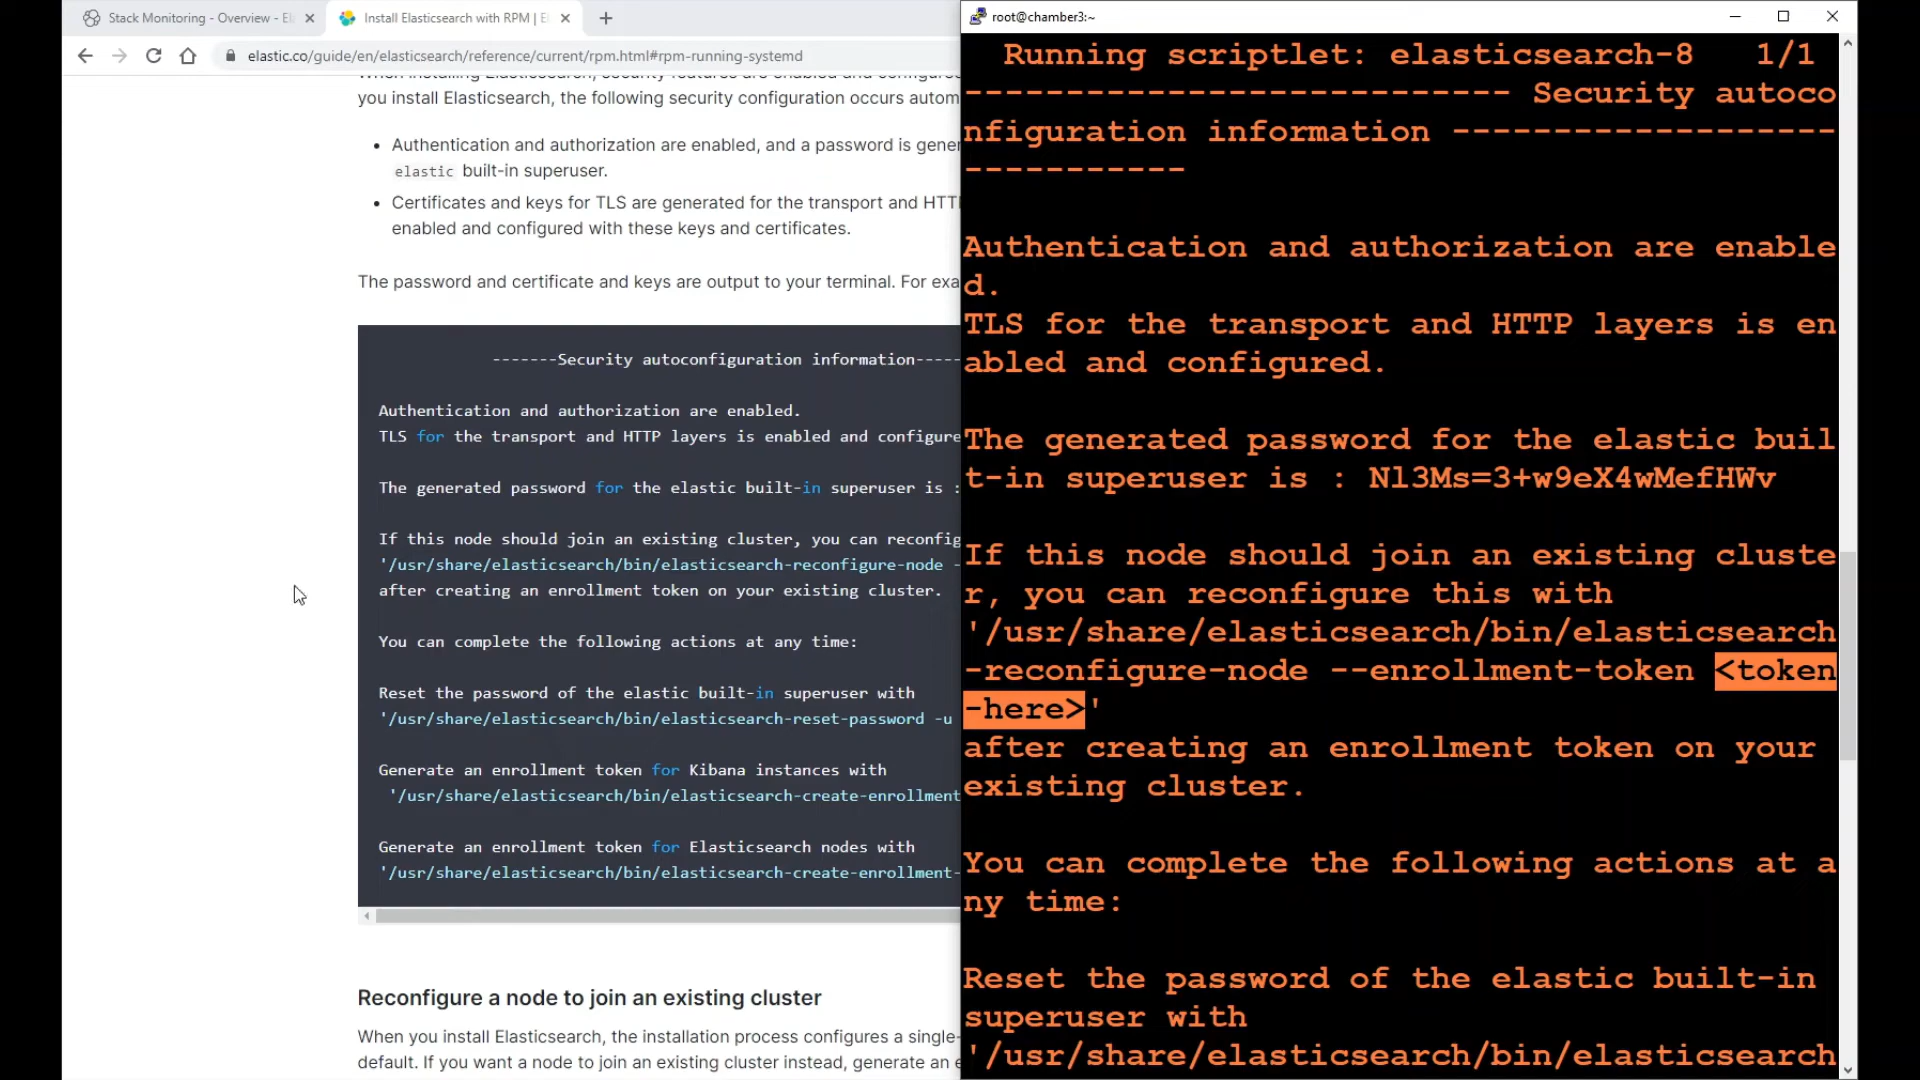 Stack Monitoring - Overview - El
Install Elasticsearch with RPM | E
elastic.co/guide/en/elasticsearch/reference/current/rpm.html#rpm-running-systemd
When installing Elasticsearch, security features are enabled and configured
you install Elasticsearch, the following security configuration occurs autom
Authentication and authorization are enabled, and a password is gene
elastic built-in superuser.
Certificates and keys for TLS are generated for the transport and HTT
enabled and configured with these keys and certificates.
The password and certificate and keys are output to your terminal. For exa
-------Security autoconfiguration information-----
Authentication and authorization are enabled.
TLS for the transport and HTTP layers is enabled and configure
The generated password for the elastic built-in superuser is :
If this node should join an existing cluster, you can reconfig
'/usr/share/elasticsearch/bin/elasticsearch-reconfigure-node -
after creating an enrollment token on your existing cluster.
You can complete the following actions at any time:
Reset the password of the elastic built-in superuser with
'/usr/share/elasticsearch/bin/elasticsearch-reset-password -u
Generate an enrollment token for Kibana instances with
'/usr/share/elasticsearch/bin/elasticsearch-create-enrollment
Generate an enrollment token for Elasticsearch nodes with
'/usr/share/elasticsearch/bin/elasticsearch-create-enrollment-
Reconfigure a node to join an existing cluster
When you install Elasticsearch, the installation process configures a single-
default. If you want a node to join an existing cluster instead, generate an e
root@chamber3:~
Running scriptlet: elasticsearch-8 1/1
--------------------------- Security autoco
nfiguration information -------------------
-----------
Authentication and authorization are enable
d.
TLS for the transport and HTTP layers is en
abled and configured.
The generated password for the elastic buil
t-in superuser is : Nl3Ms=3+w9eX4wMefHWv
If this node should join an existing cluste
r, you can reconfigure this with
'/usr/share/elasticsearch/bin/elasticsearch
-reconfigure-node --enrollment-token <token
-here>'
after creating an enrollment token on your
existing cluster.
You can complete the following actions at a
ny time:
Reset the password of the elastic built-in
superuser with
'/usr/share/elasticsearch/bin/elasticsearch